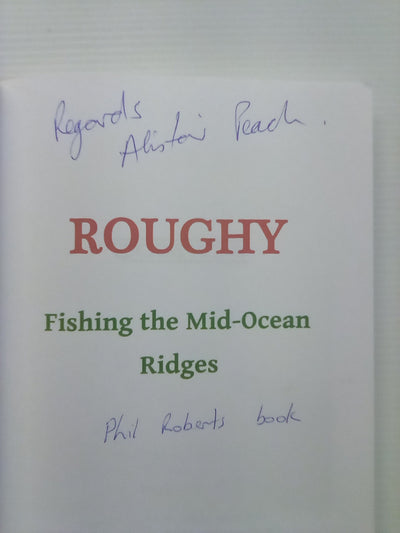 Regards
Alistair Peach.
ROUGHY
Fishing the Mid-Ocean
Ridges
Phil Roberts book